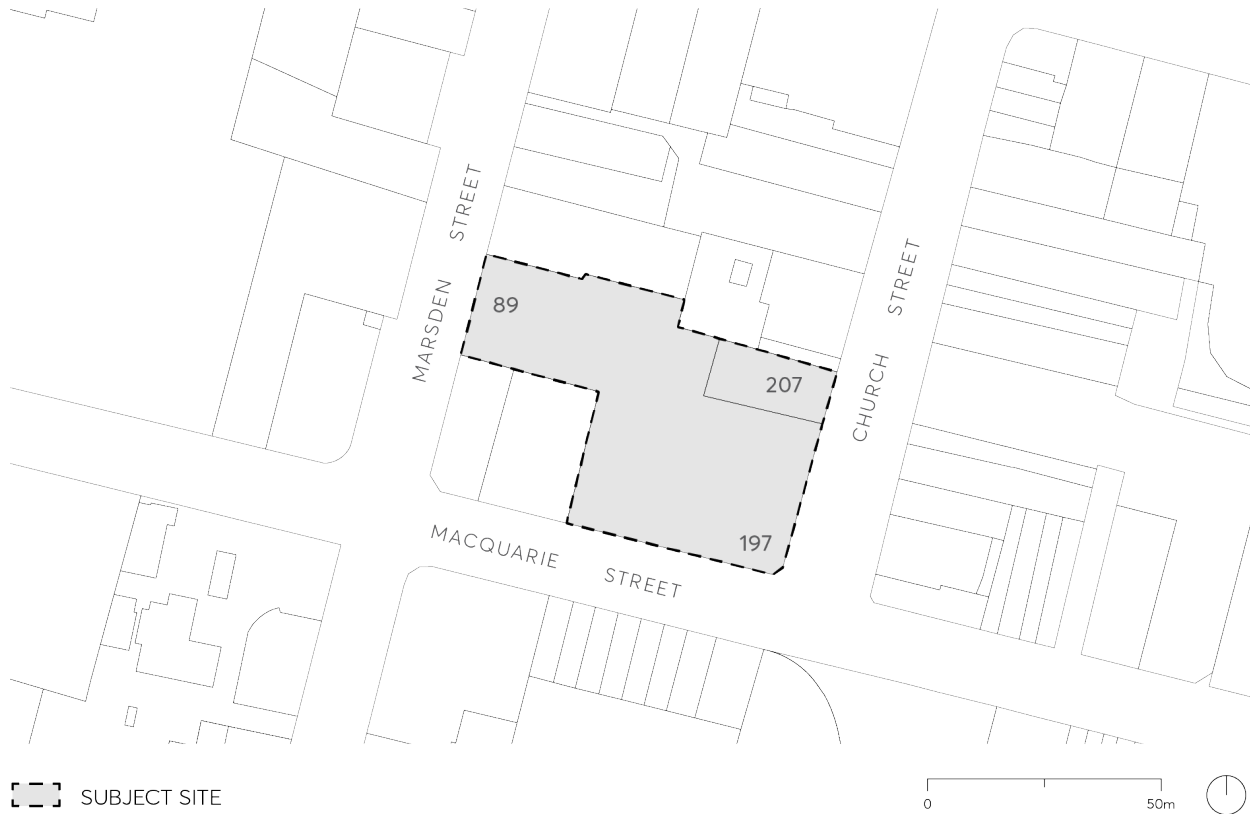 MARSDEN STREET
CHURCH STREET
89
207
197
MACQUARIE STREET
SUBJECT SITE
0 50m